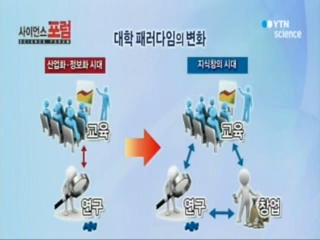 사이언스 포럼
SCIENCE FORUM
YTN
science
대학 패러다임의 변화
산업화·정보화 시대
지식창의 시대
교육
교육
연구
연구
창업